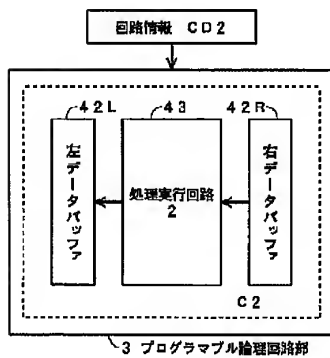 回路情報 CD2
42L 43 42R
左データバッファ
処理実行回路
2
右データバッファ
C2
3 プログラマブル論理回路部